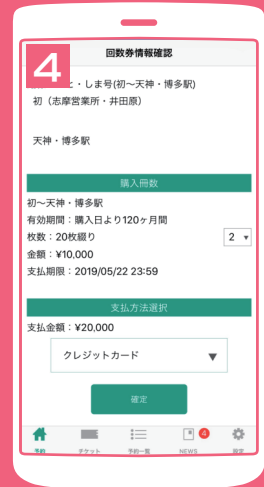 4
回数券情報確認
と・しま号(初〜天神・博多駅)
初（志摩営業所・井田原）
天神・博多駅
購入冊数
初〜天神・博多駅
有効期間：購入日より120ヶ月間
枚数：20枚綴り
2
金額：¥10,000
支払期限：2019/05/22 23:59
支払方法選択
支払金額：¥20,000
クレジットカード
確定
4
予約 チケット 予約一覧 NEWS 設定